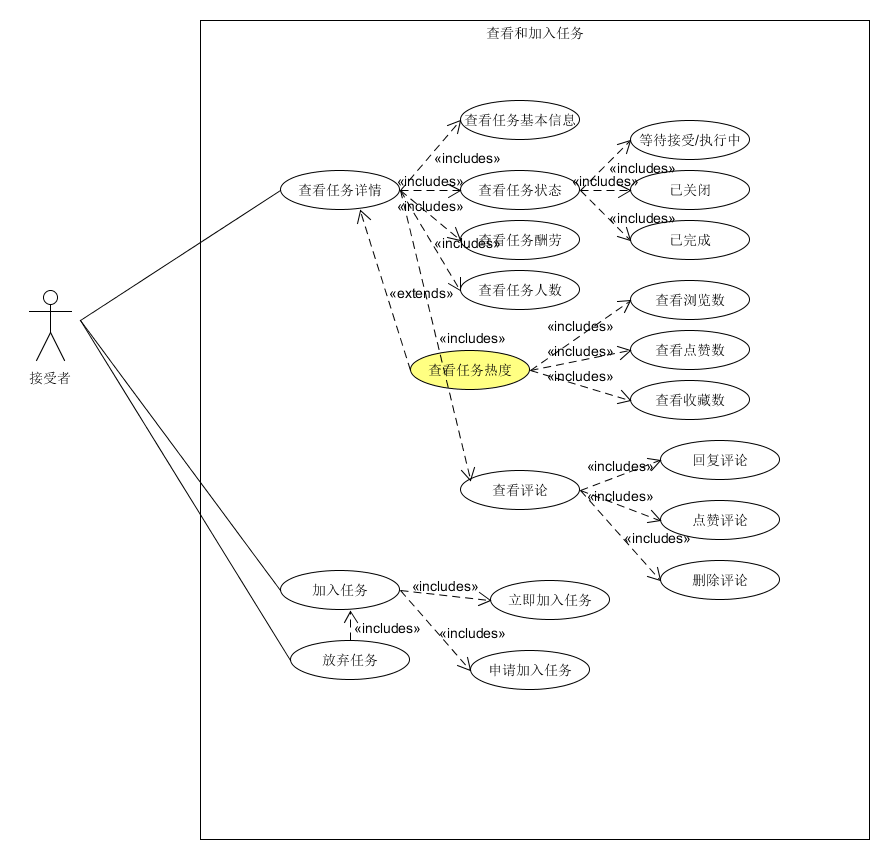 查看和加入任务
查看任务基本信息
等待接受/执行中
«includes»
«includes»
查看任务详情
«includes»
查看任务状态
«includes»
已关闭
«includes»
«includes»
查看任务酬劳
已完成
«includes»
查看任务人数
«extends»
查看浏览数
«includes»
«includes»
查看点赞数
«includes»
查看任务热度
«includes»
接受者
查看收藏数
回复评论
«includes»
查看评论
«includes»
点赞评论
«includes»
删除评论
加入任务
«includes»
立即加入任务
«includes»
«includes»
放弃任务
申请加入任务